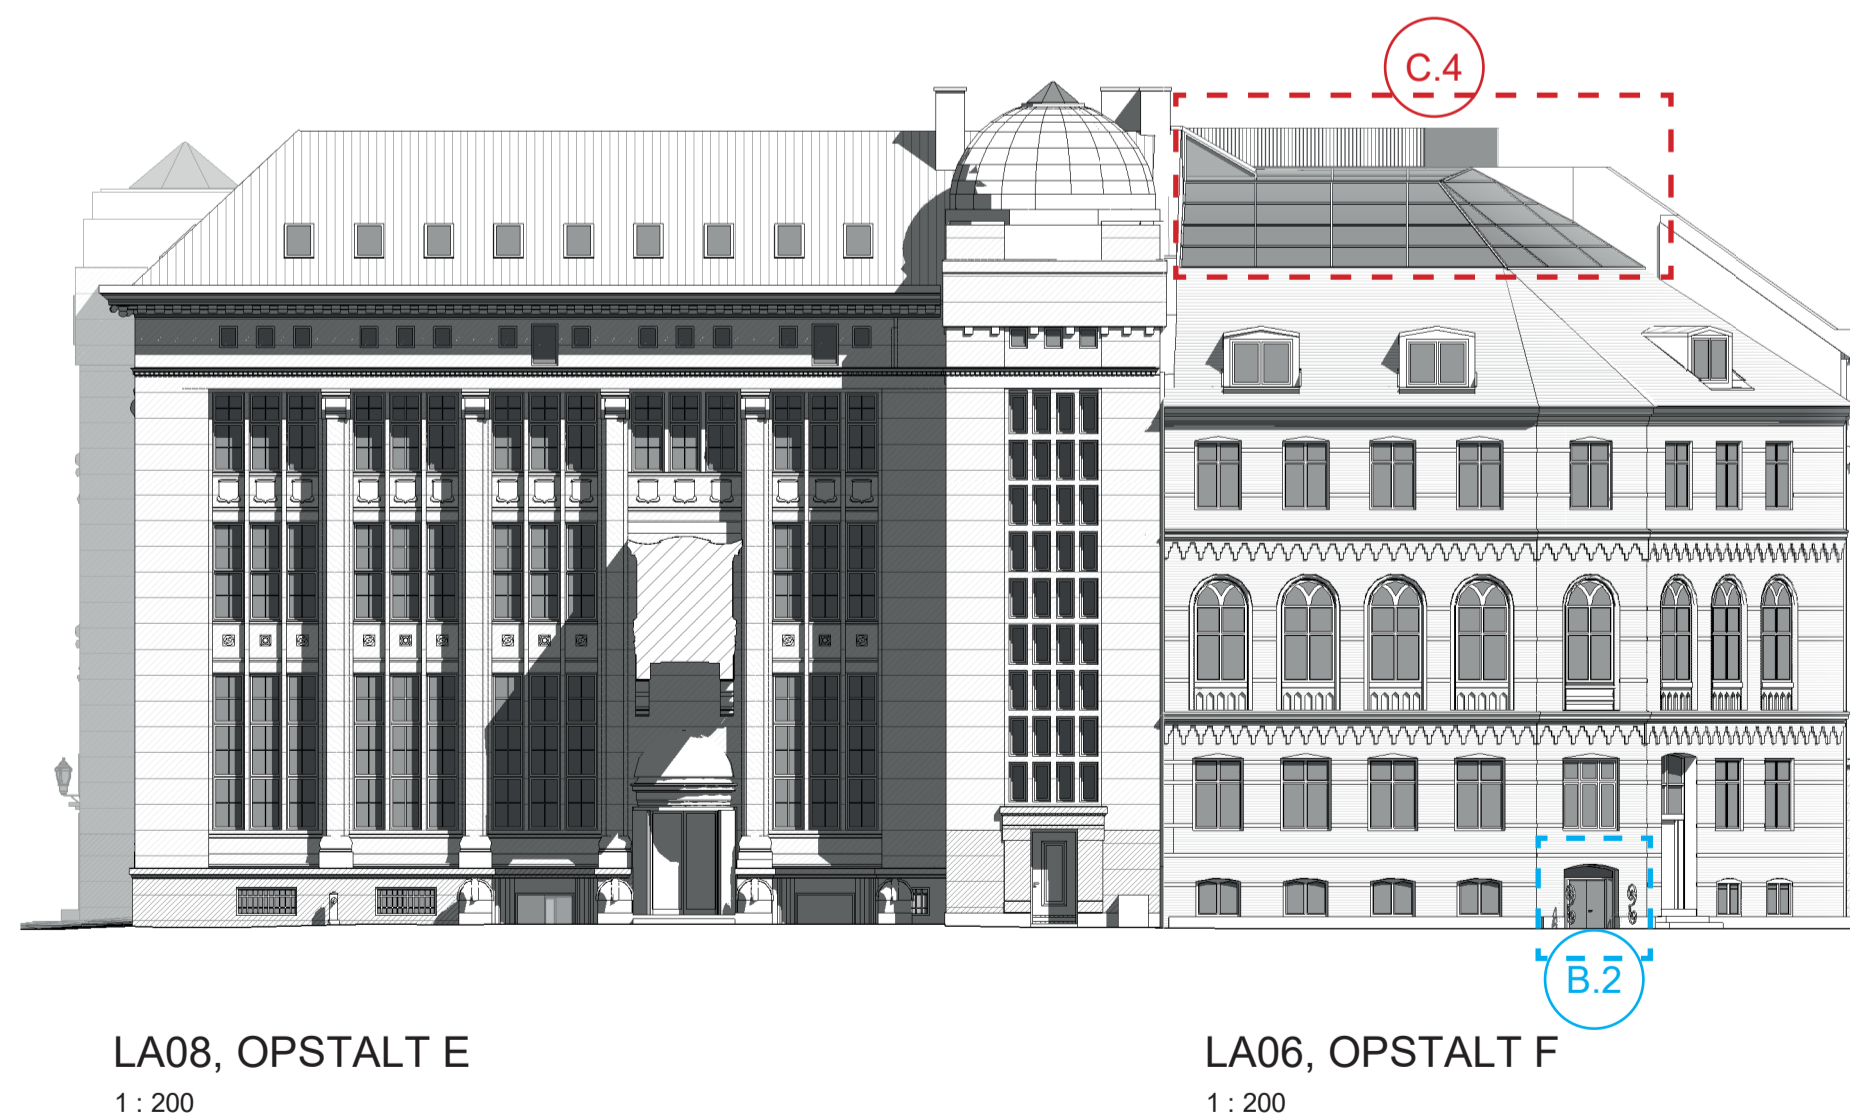 C.4
B.2
LA08, OPSTALT E
1 : 200
LA06, OPSTALT F
1 : 200